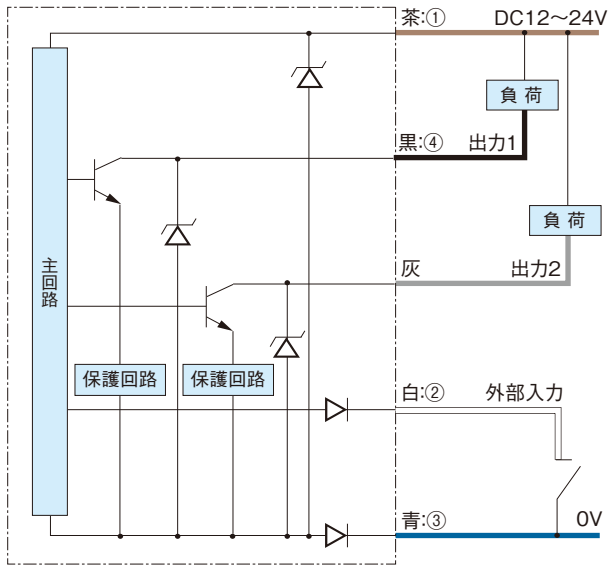 茶:① DC12～24V
負 荷
黒:④ 出力1
負 荷
灰 出力2
主回路
保護回路 保護回路
白:② 外部入力
青:③ 0V